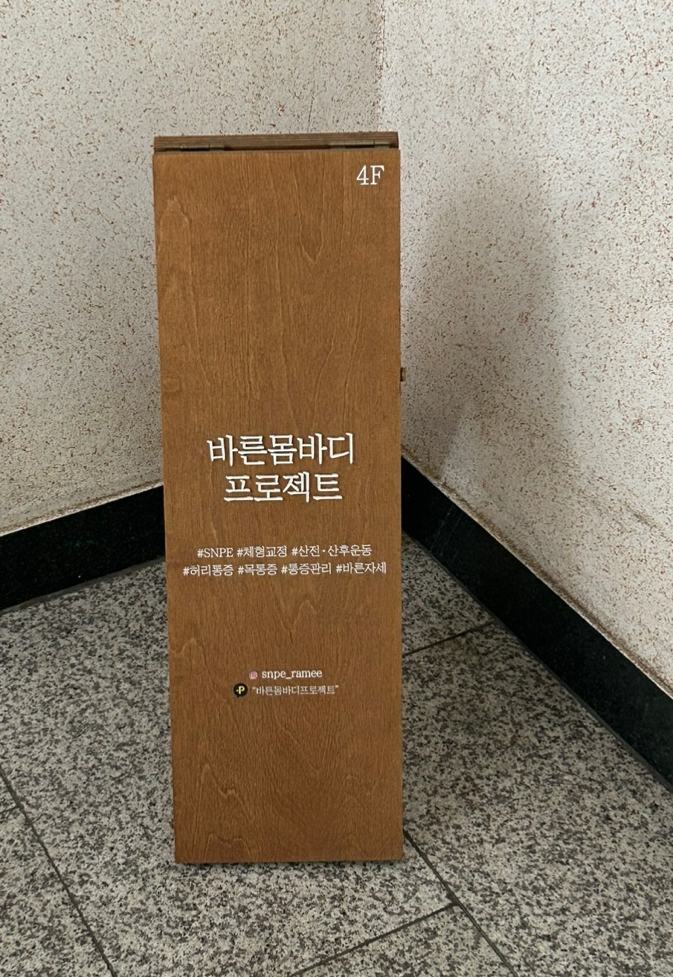 4F
바른몸바디
프로젝트
#SNPE #체형교정 #산전·산후운동
#허리통증 #목통증 #통증관리 #바른자세
snpe_ramee
P "바른몸바디프로젝트"